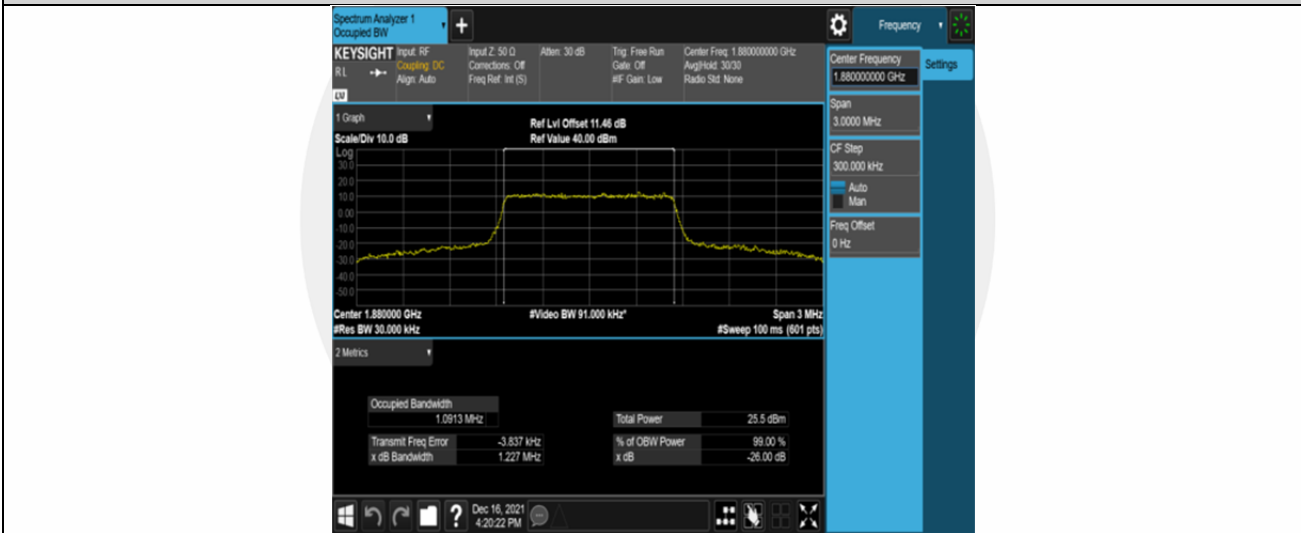 Spectrum Analyzer 1
Occupied BW
Frequency
KEYSIGHT
R L
LXI
Input: RF
Coupling: DC
Align: Auto
Input Z: 50 Ω
Corrections: Off
Freq Ref: Int (S)
Atten: 30 dB
Trig: Free Run
Gate: Off
#IF Gain: Low
Center Freq: 1.880000000 GHz
Avg|Hold: 30/30
Radio Std: None
Center Frequency
1.880000000 GHz
Settings
Span
3.0000 MHz
CF Step
300.000 kHz
Auto
Man
Freq Offset
0 Hz
1 Graph
Scale/Div 10.0 dB
Ref Lvl Offset 11.46 dB
Ref Value 40.00 dBm
Log
30.0
20.0
10.0
0.00
-10.0
-20.0
-30.0
-40.0
-50.0
Center 1.880000 GHz
#Res BW 30.000 kHz
#Video BW 91.000 kHz*
Span 3 MHz
#Sweep 100 ms (601 pts)
2 Metrics
Occupied Bandwidth
1.0913 MHz
Total Power 25.5 dBm
Transmit Freq Error -3.837 kHz
% of OBW Power 99.00 %
x dB Bandwidth 1.227 MHz
x dB -26.00 dB
?
Dec 16, 2021
4:20:22 PM